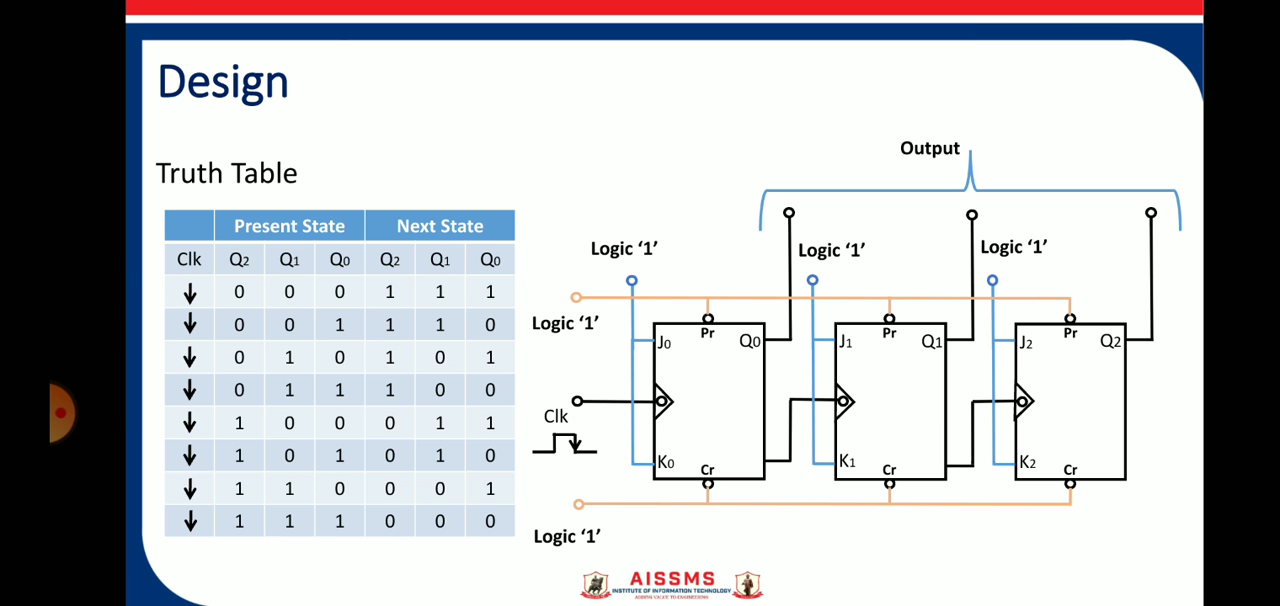 Design
Truth Table
Present State Next State
Clk Q2 Q1 Q0 Q2 Q1 Q0
↓ 0 0 0 1 1 1
↓ 0 0 1 1 1 0
↓ 0 1 0 1 0 1
↓ 0 1 1 1 0 0
↓ 1 0 0 0 1 1
↓ 1 0 1 0 1 0
↓ 1 1 0 0 0 1
↓ 1 1 1 0 0 0
Output
Logic ‘1’ Logic ‘1’ Logic ‘1’
Logic ‘1’
Pr Pr Pr
J0 Q0 J1 Q1 J2 Q2
Clk
K0 K1 K2
Cr Cr Cr
Logic ‘1’
AISSMS
INSTITUTE OF INFORMATION TECHNOLOGY
ADDING VALUE TO ENGINEERING